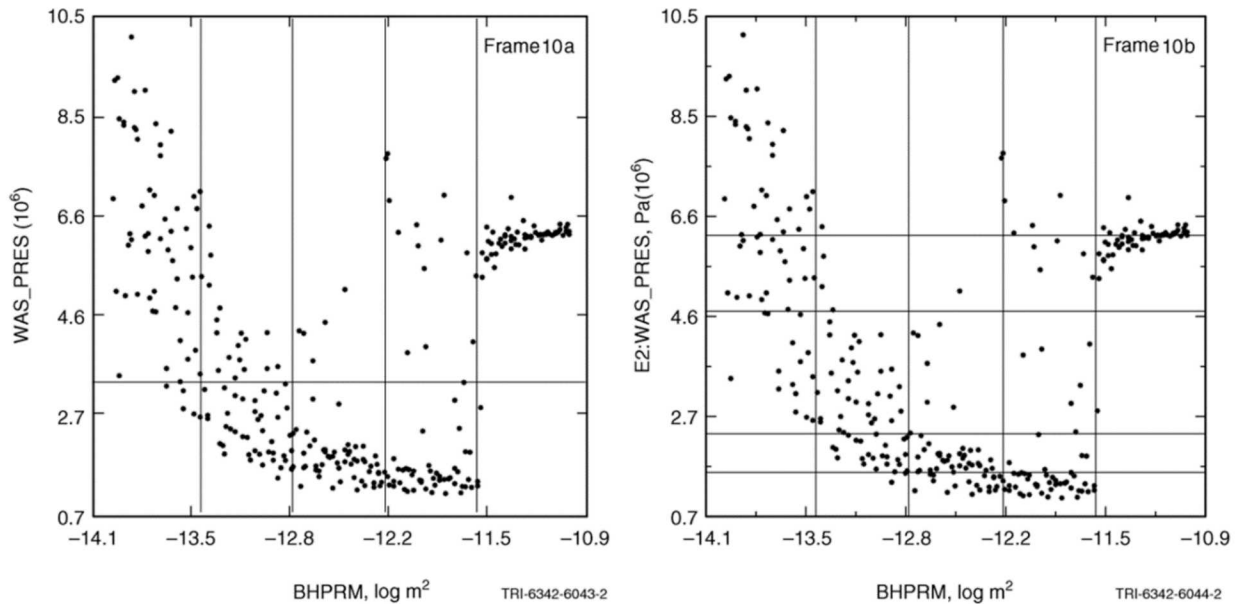 10.5
Frame10a
8.5
6.6
4.6
2.7
0.7
WAS_PRES (10⁶)
−14.1 −13.5 −12.8 −12.2 −11.5 −10.9
BHPRM, log m²
TRI-6342-6043-2
10.5
Frame10b
8.5
6.6
4.6
2.7
0.7
E2:WAS_PRES, Pa(10⁶)
−14.1 −13.5 −12.8 −12.2 −11.5 −10.9
BHPRM, log m²
TRI-6342-6044-2